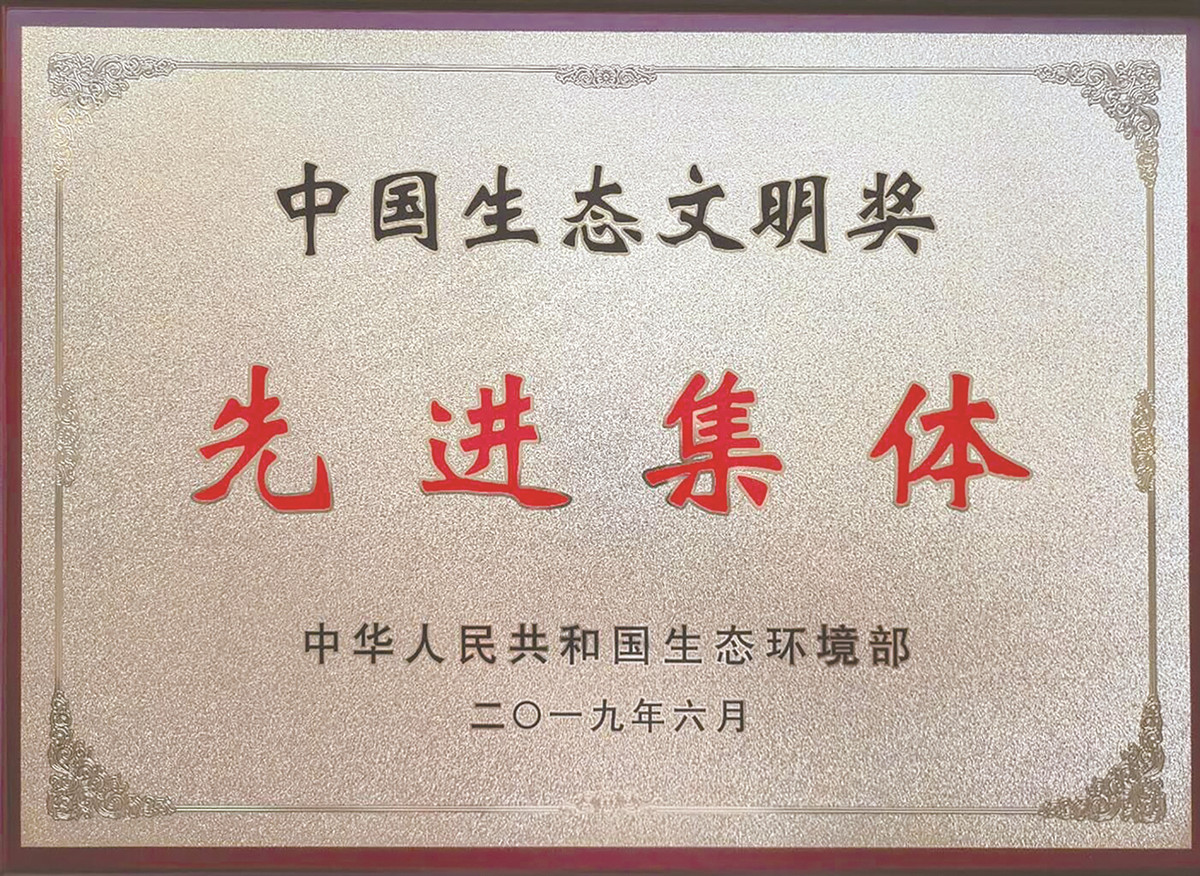 中国生态文明奖
先进集体
中华人民共和国生态环境部
二〇一九年六月